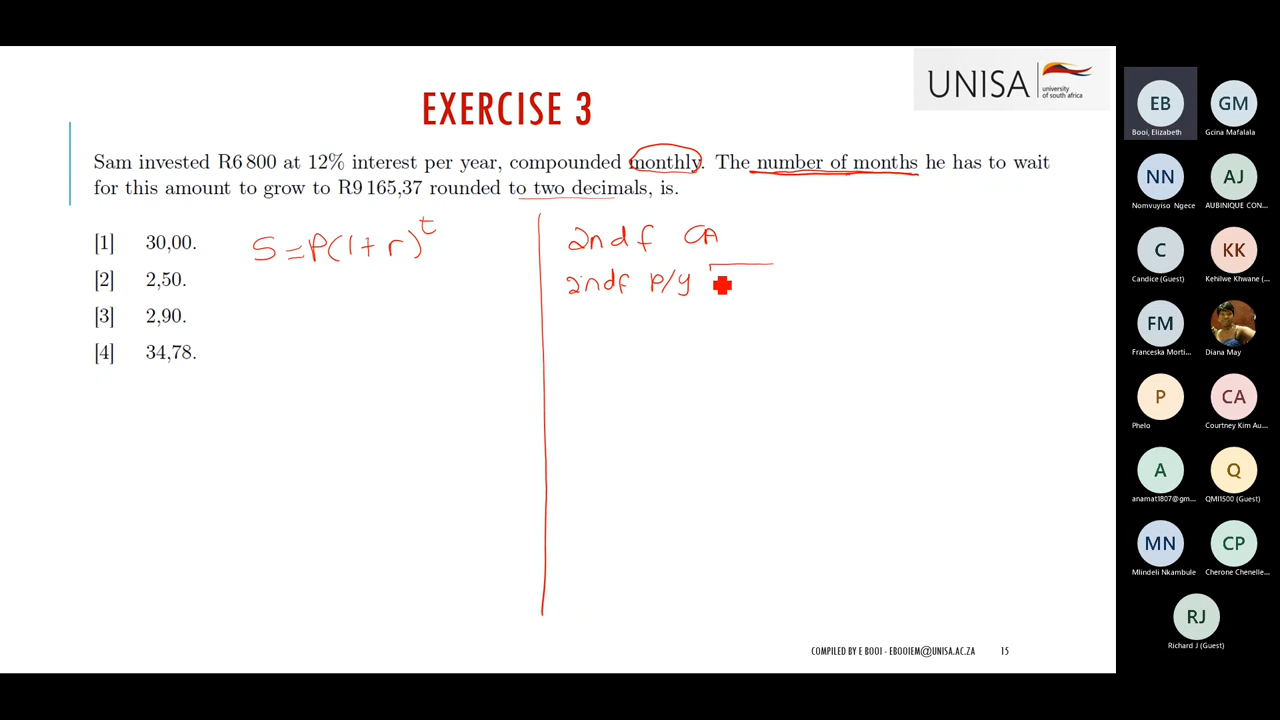 UNISA
university
of south africa
EXERCISE 3
Sam invested R6 800 at 12% interest per year, compounded monthly. The number of months he has to wait
for this amount to grow to R9 165,37 rounded to two decimals, is.
[1] 30,00.
[2] 2,50.
[3] 2,90.
[4] 34,78.
S=P(1+r)^t
2ndf CA
2ndf P/y
COMPILED BY E BOOI - EBOOIEM@UNISA.AC.ZA 15
EB
Booi, Elizabeth
GM
Gcina Mafalala
NN
Nomvuyiso Ngece
AJ
AUBINIQUE CON...
C
Candice (Guest)
KK
Kehilwe Khwane (...
FM
Franceska Morti...
Diana May
P
Phelo
CA
Courtney Kim Au...
A
anamat1807@gm...
Q
QMI1500 (Guest)
MN
Mlindeli Nkambule
CP
Cherone Chenelle...
RJ
Richard J (Guest)